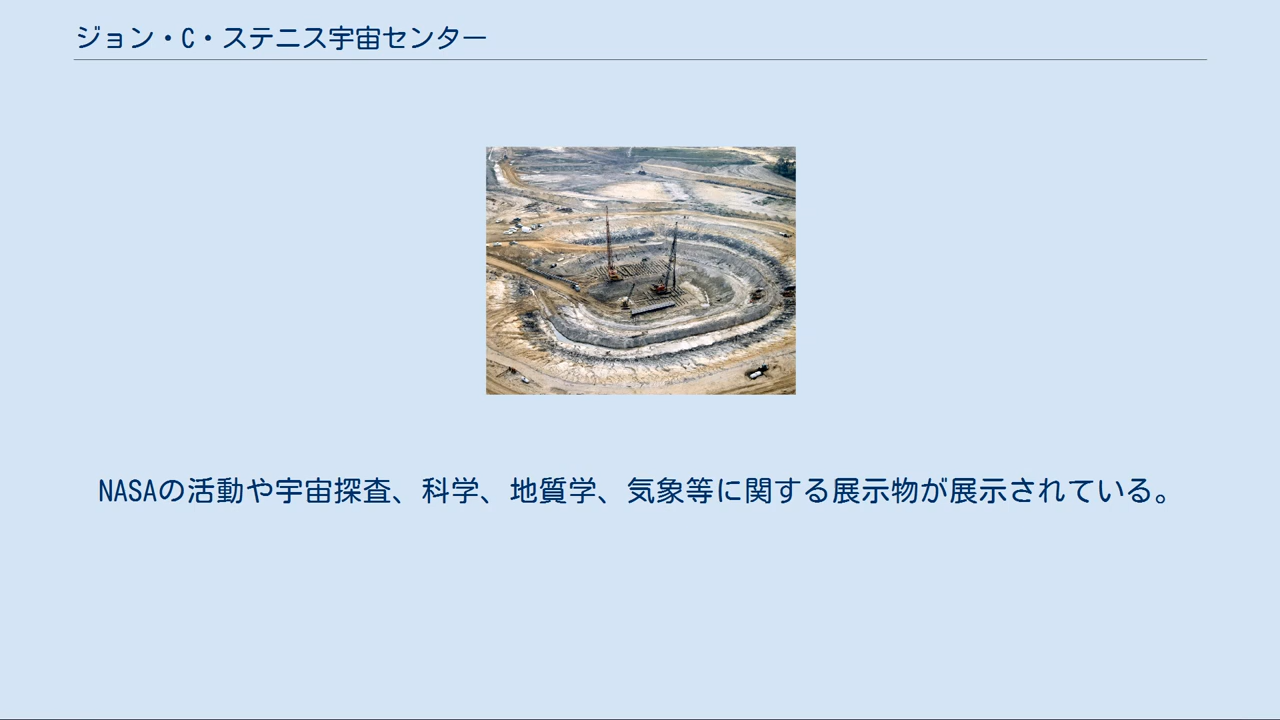 ジョン・C・ステニス宇宙センター
NASAの活動や宇宙探査、科学、地質学、気象等に関する展示物が展示されている。